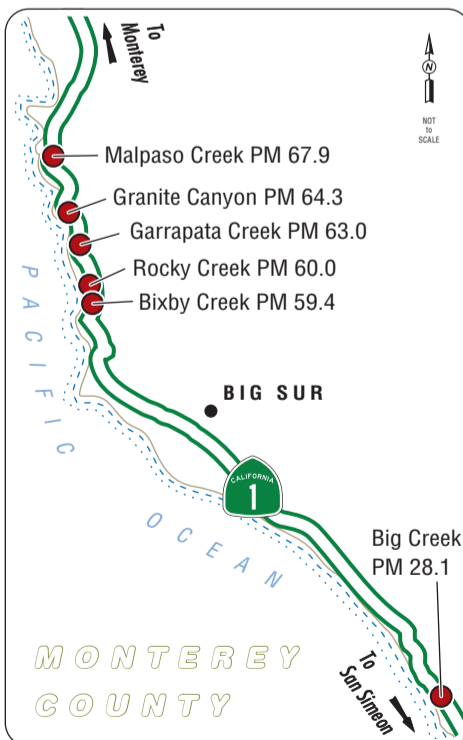 To
Monterey
N
NOT
to
SCALE
Malpaso Creek PM 67.9
Granite Canyon PM 64.3
Garrapata Creek PM 63.0
Rocky Creek PM 60.0
Bixby Creek PM 59.4
PACIFIC
OCEAN
BIG SUR
CALIFORNIA
1
Big Creek
PM 28.1
MONTEREY
COUNTY
To
San Simeon